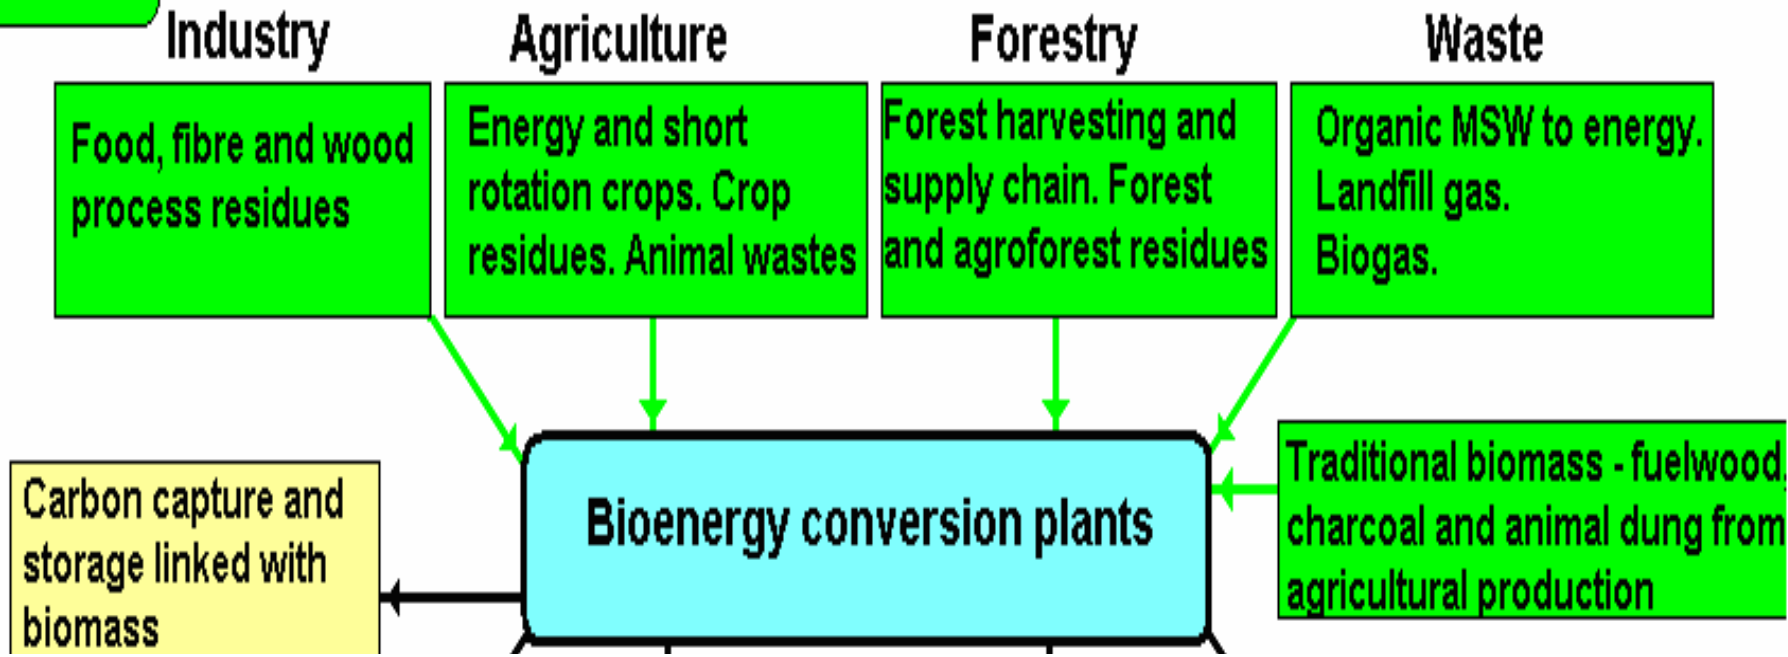 Industry
Agriculture
Forestry
Waste
Food, fibre and wood
process residues
Energy and short
rotation crops. Crop
residues. Animal wastes
Forest harvesting and
supply chain. Forest
and agroforest residues
Organic MSW to energy.
Landfill gas.
Biogas.
Bioenergy conversion plants
Traditional biomass - fuelwood,
charcoal and animal dung from
agricultural production
Carbon capture and
storage linked with
biomass